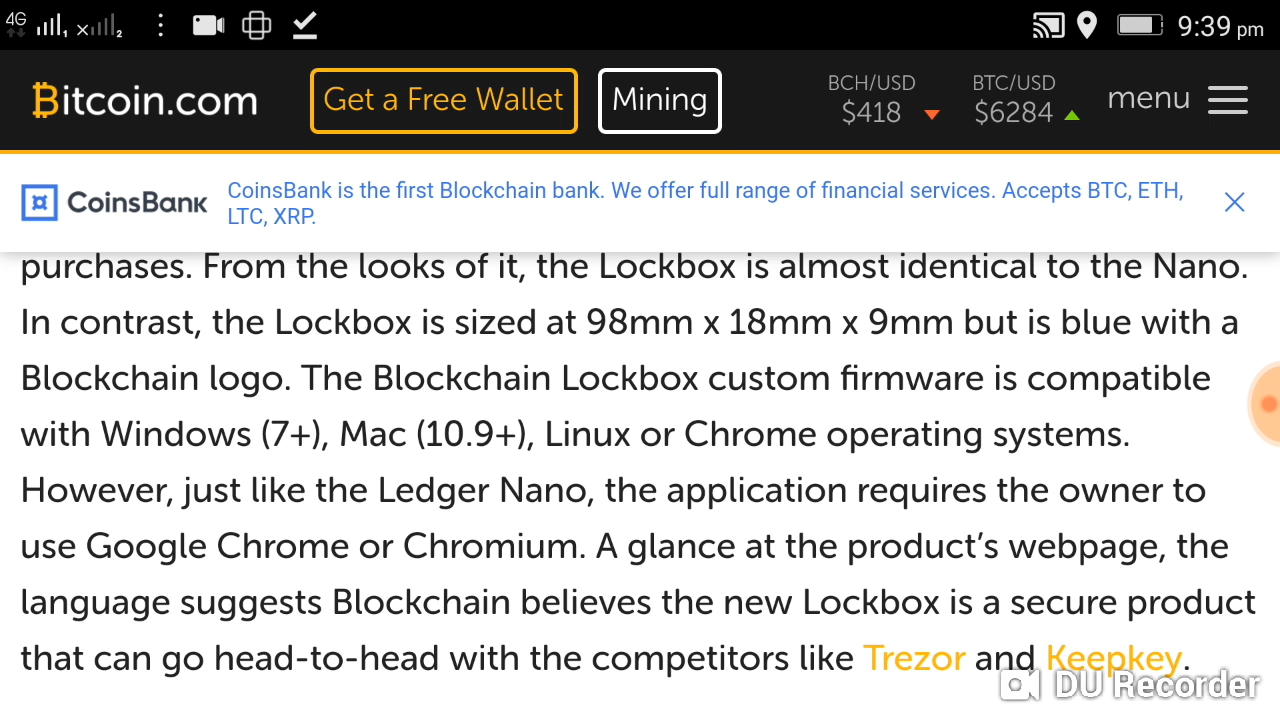 4G 1 x 2 9:39 pm
Bitcoin.com Get a Free Wallet Mining BCH/USD $418 BTC/USD $6284 menu
CoinsBank CoinsBank is the first Blockchain bank. We offer full range of financial services. Accepts BTC, ETH,
LTC, XRP.
purchases. From the looks of it, the Lockbox is almost identical to the Nano.
In contrast, the Lockbox is sized at 98mm x 18mm x 9mm but is blue with a
Blockchain logo. The Blockchain Lockbox custom firmware is compatible
with Windows (7+), Mac (10.9+), Linux or Chrome operating systems.
However, just like the Ledger Nano, the application requires the owner to
use Google Chrome or Chromium. A glance at the product’s webpage, the
language suggests Blockchain believes the new Lockbox is a secure product
that can go head-to-head with the competitors like Trezor and Keepkey.
DU Recorder